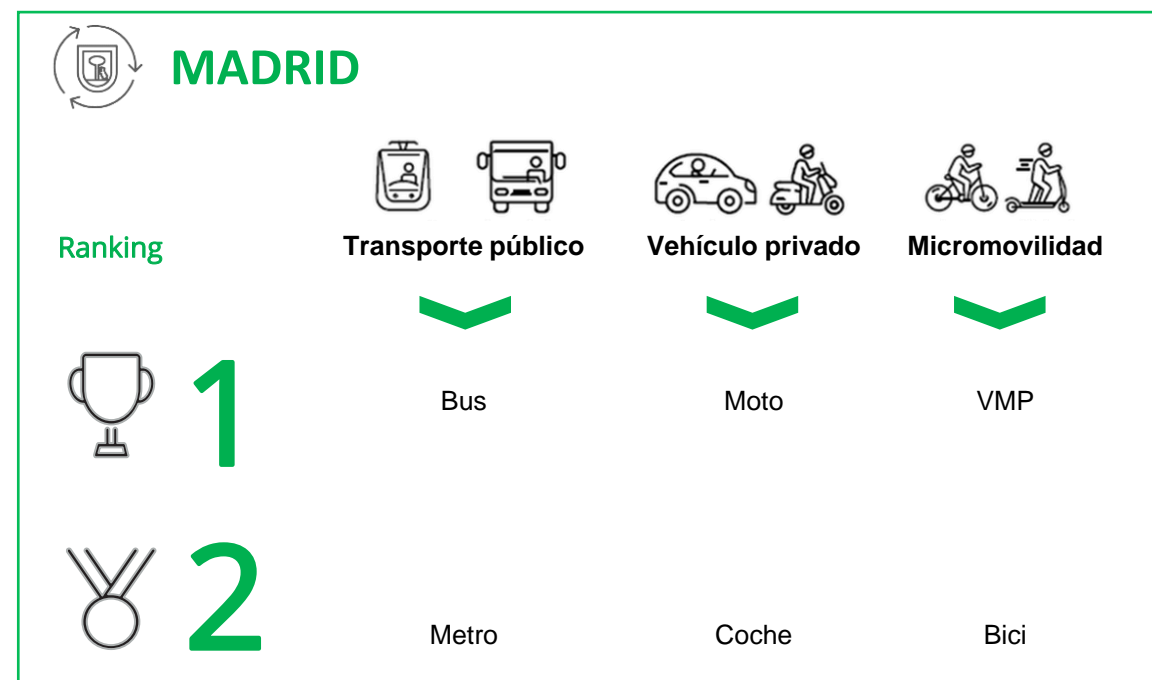 MADRID
Ranking
Transporte público
Vehículo privado
Micromovilidad
1
Bus
Moto
VMP
2
Metro
Coche
Bici